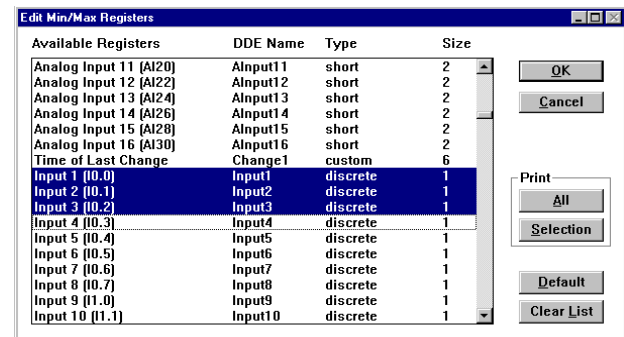 Edit Min/Max Registers
Available Registers DDE Name Type Size
Analog Input 11 (AI20) AInput11 short 2
Analog Input 12 (AI22) AInput12 short 2
Analog Input 13 (AI24) AInput13 short 2
Analog Input 14 (AI26) AInput14 short 2
Analog Input 15 (AI28) AInput15 short 2
Analog Input 16 (AI30) AInput16 short 2
Time of Last Change Change1 custom 6
Input 1 (I0.0) Input1 discrete 1
Input 2 (I0.1) Input2 discrete 1
Input 3 (I0.2) Input3 discrete 1
Input 4 (I0.3) Input4 discrete 1
Input 5 (I0.4) Input5 discrete 1
Input 6 (I0.5) Input6 discrete 1
Input 7 (I0.6) Input7 discrete 1
Input 8 (I0.7) Input8 discrete 1
Input 9 (I1.0) Input9 discrete 1
Input 10 (I1.1) Input10 discrete 1
OK
Cancel
Print
All
Selection
Default
Clear List